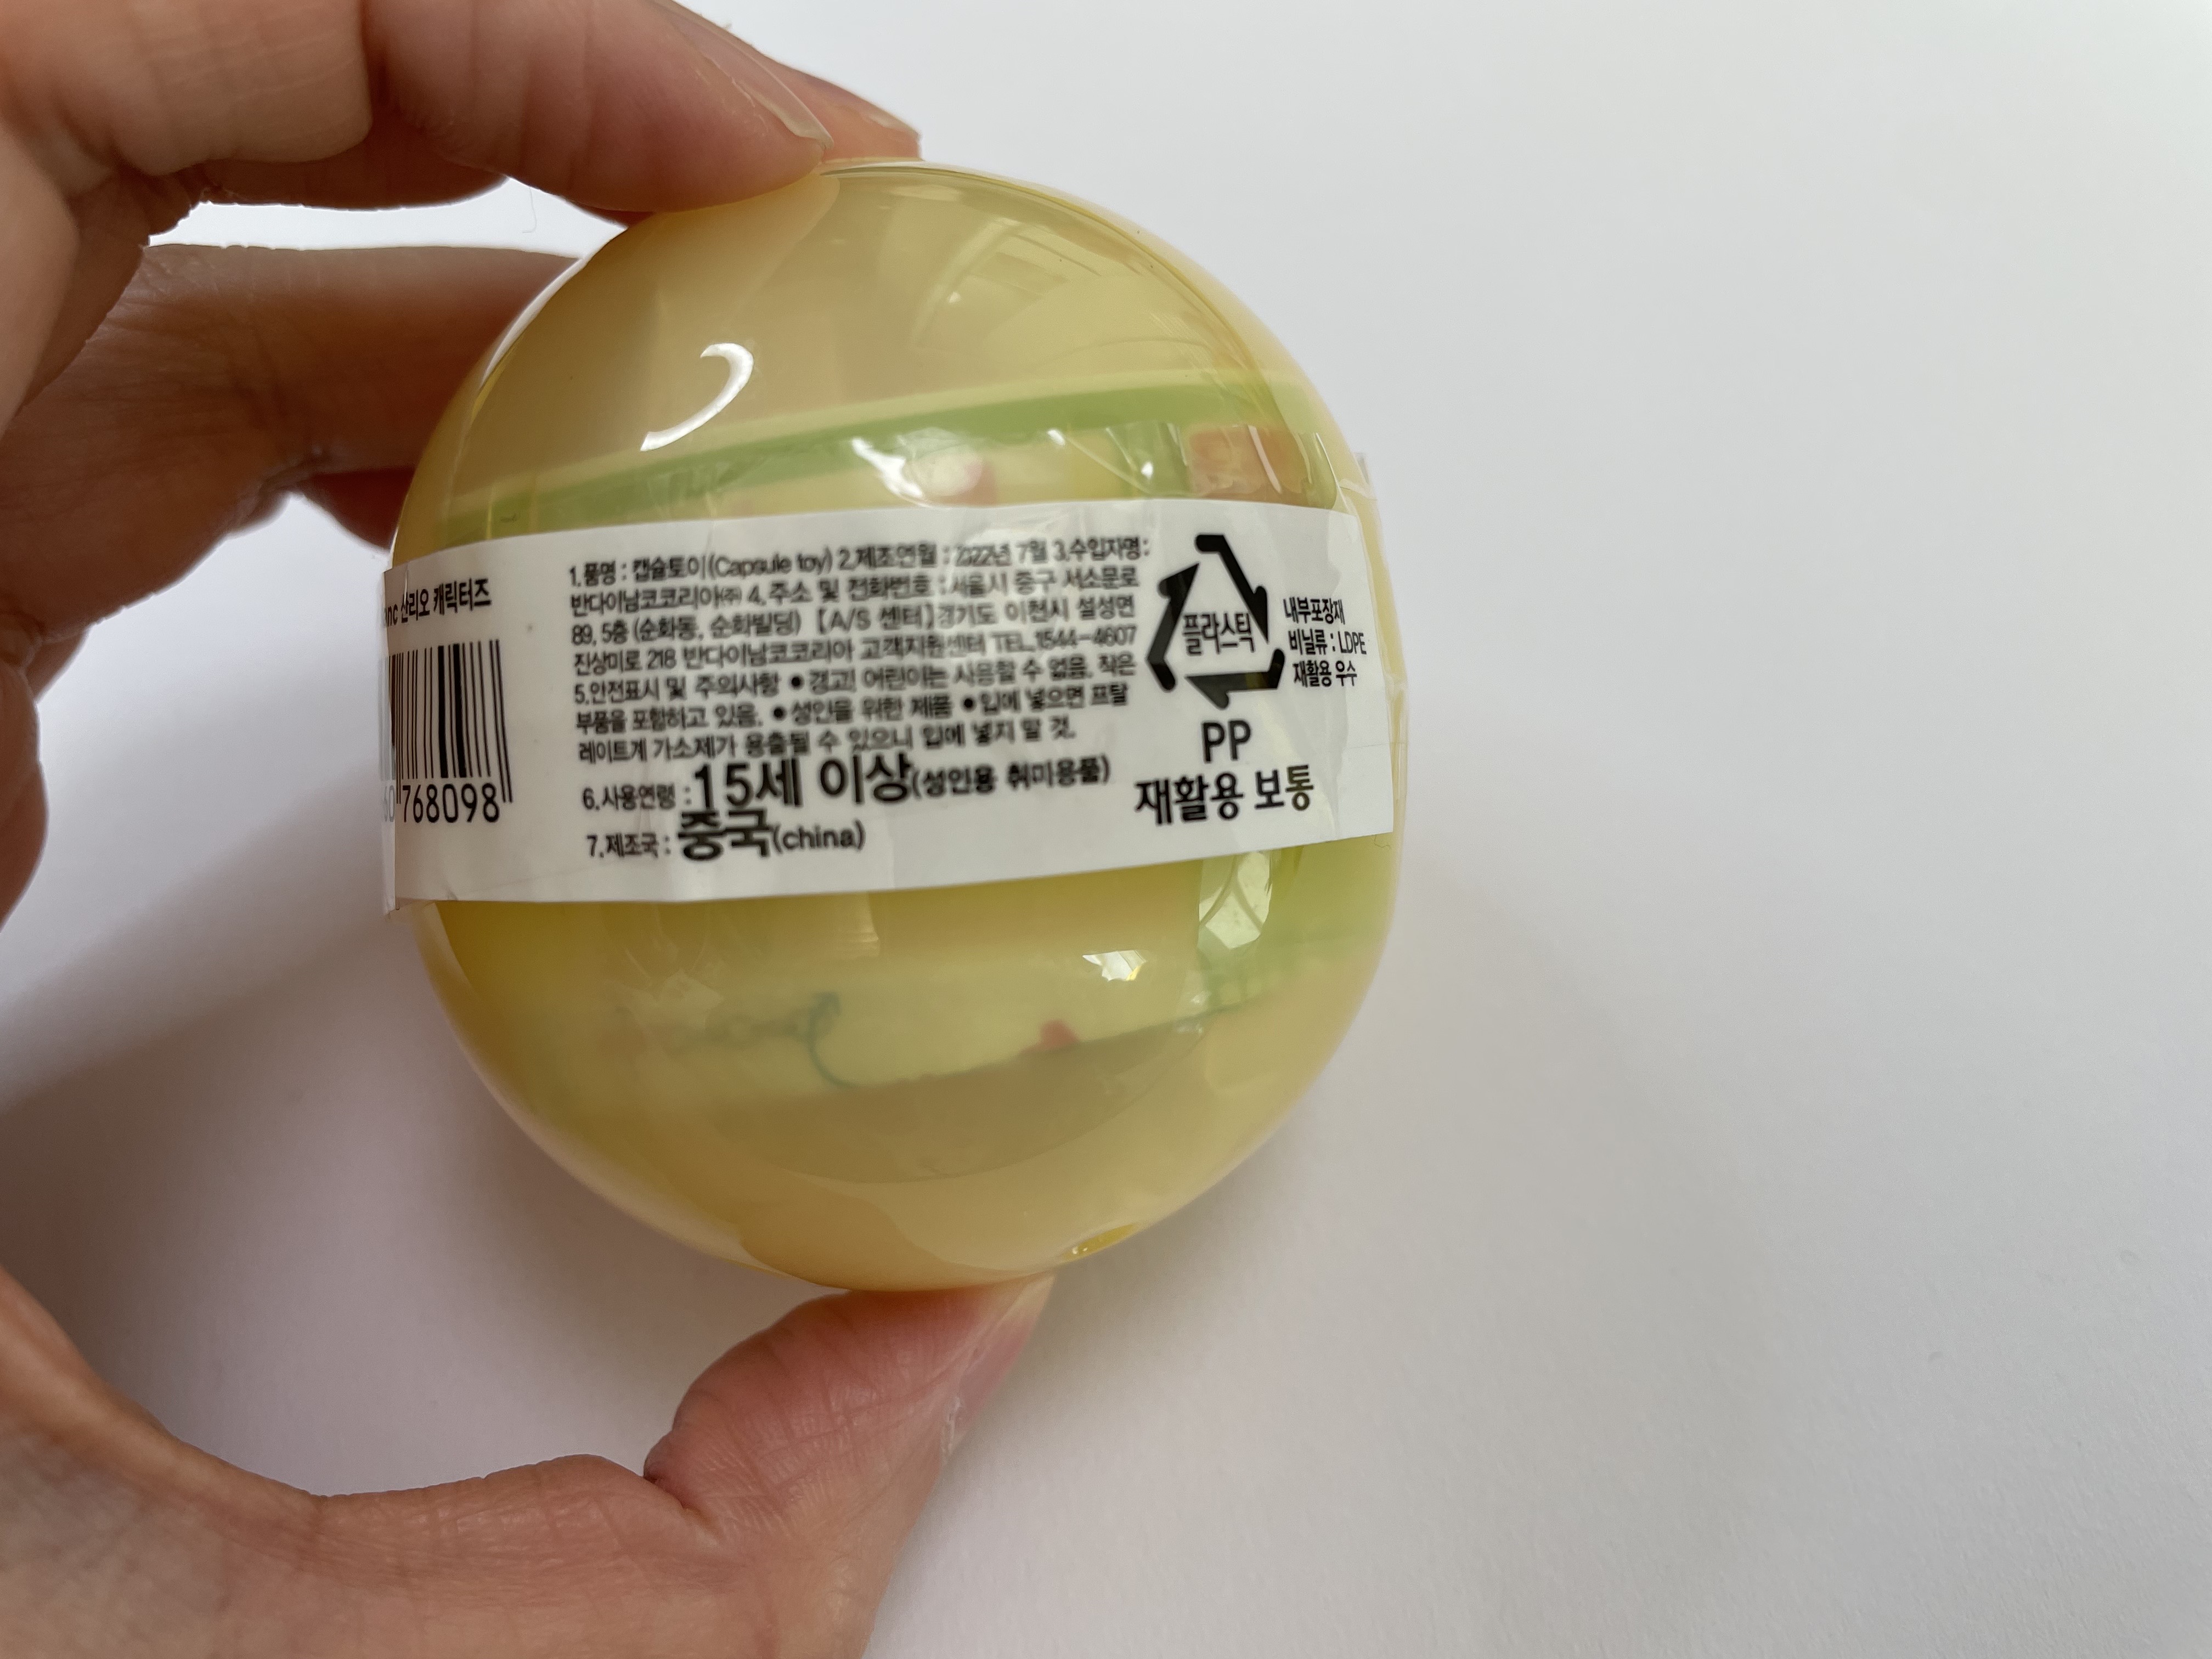 산리오 캐릭터즈
768098
1.품명 : 캡슐토이(Capsule toy) 2.제조연월 : 2022년 7월 3.수입자명 :
반다이남코코리아㈜ 4.주소 및 전화번호 : 서울시 중구 서소문로
89, 5층 (순화동, 순화빌딩) 【A/S 센터】경기도 이천시 설성면
진상미로 218 반다이남코코리아 고객지원센터 TEL.1544-4607
5.안전표시 및 주의사항 ●경고! 어린이는 사용할 수 없음. 작은
부품을 포함하고 있음. ●성인을 위한 제품 ●입에 넣으면 프탈
레이트계 가소제가 용출될 수 있으니 입에 넣지 말 것.
6.사용연령 : 15세 이상(성인용 취미용품)
7.제조국 : 중국(china)
플라스틱
PP
재활용 보통
내부포장재
비닐류 : LDPE
재활용 우수